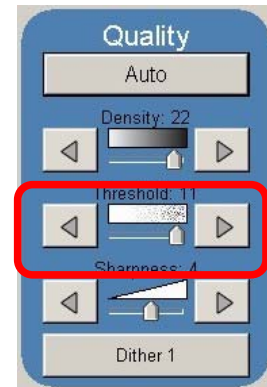 Quality
Auto
Density: 22
Threshold: 11
Sharpness: 4
Dither 1